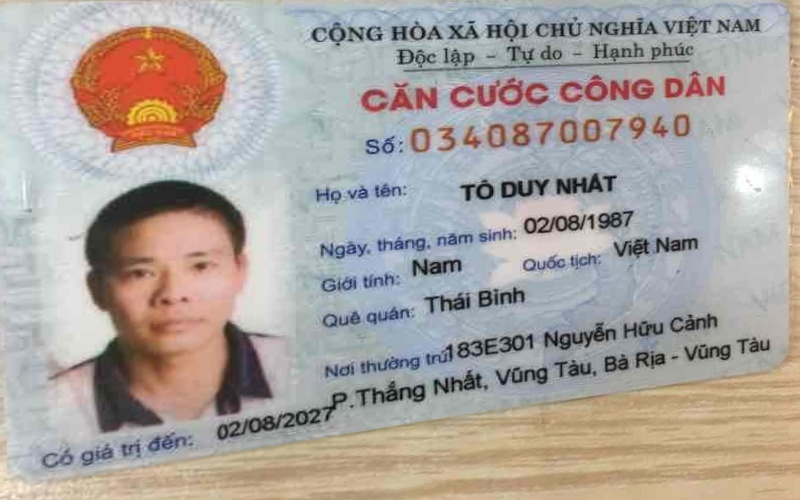 CỘNG HÒA XÃ HỘI CHỦ NGHĨA VIỆT NAM
Độc lập - Tự do - Hạnh phúc
CĂN CƯỚC CÔNG DÂN
Số: 034087007940
Họ và tên: TÔ DUY NHẤT
Ngày, tháng, năm sinh: 02/08/1987
Giới tính: Nam Quốc tịch: Việt Nam
Quê quán: Thái Bình
Nơi thường trú: 183E301 Nguyễn Hữu Cảnh
P.Thắng Nhất, Vũng Tàu, Bà Rịa - Vũng Tàu
Có giá trị đến: 02/08/2027